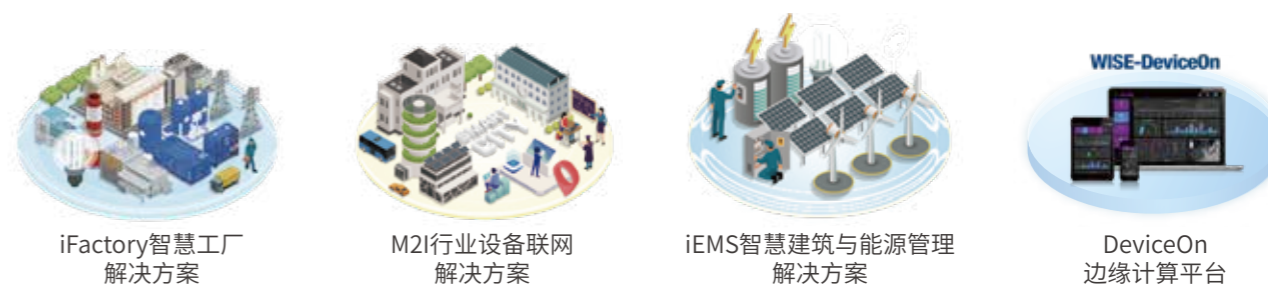 WISE-DeviceOn
SMART CITY
iFactory智慧工厂
解决方案
M2I行业设备联网
解决方案
iEMS智慧建筑与能源管理
解决方案
DeviceOn
边缘计算平台